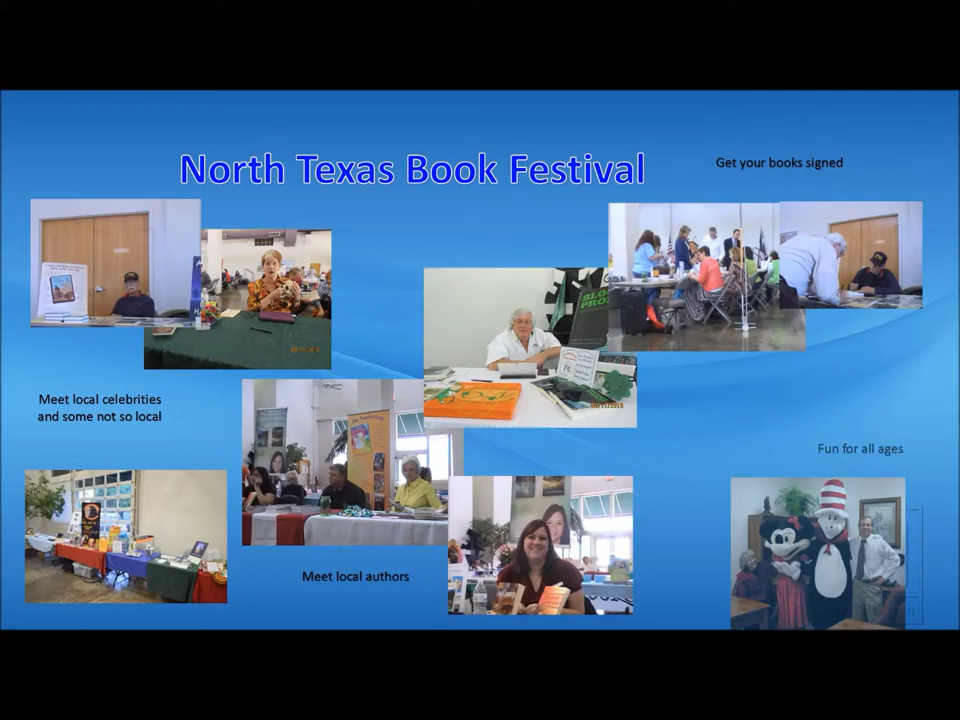 North Texas Book Festival
Get your books signed
Meet local celebrities
and some not so local
Fun for all ages
Meet local authors